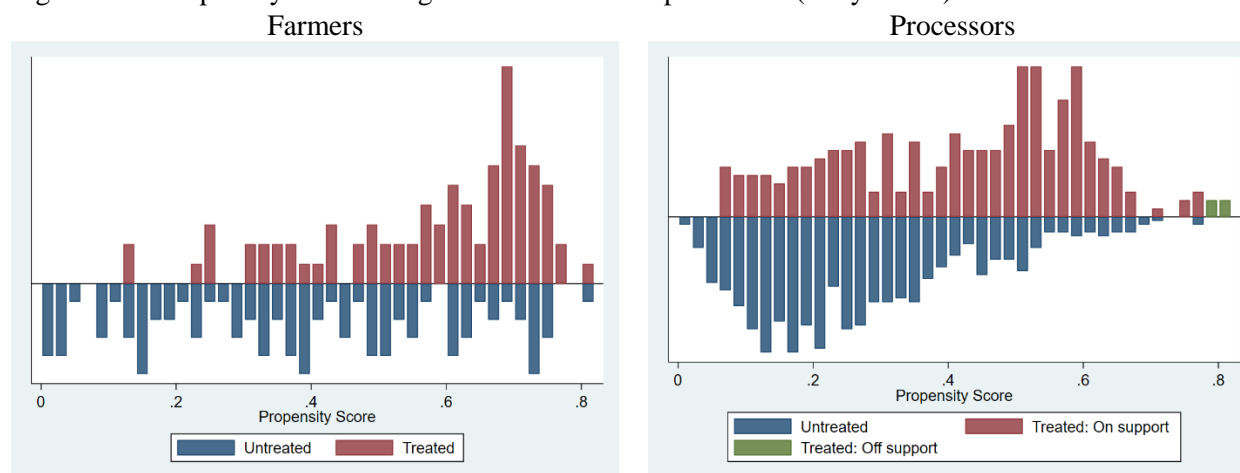 Farmers
Processors
0 .2 .4 .6 .8
Propensity Score
Untreated Treated
0 .2 .4 .6 .8
Propensity Score
Untreated Treated: On support
Treated: Off support